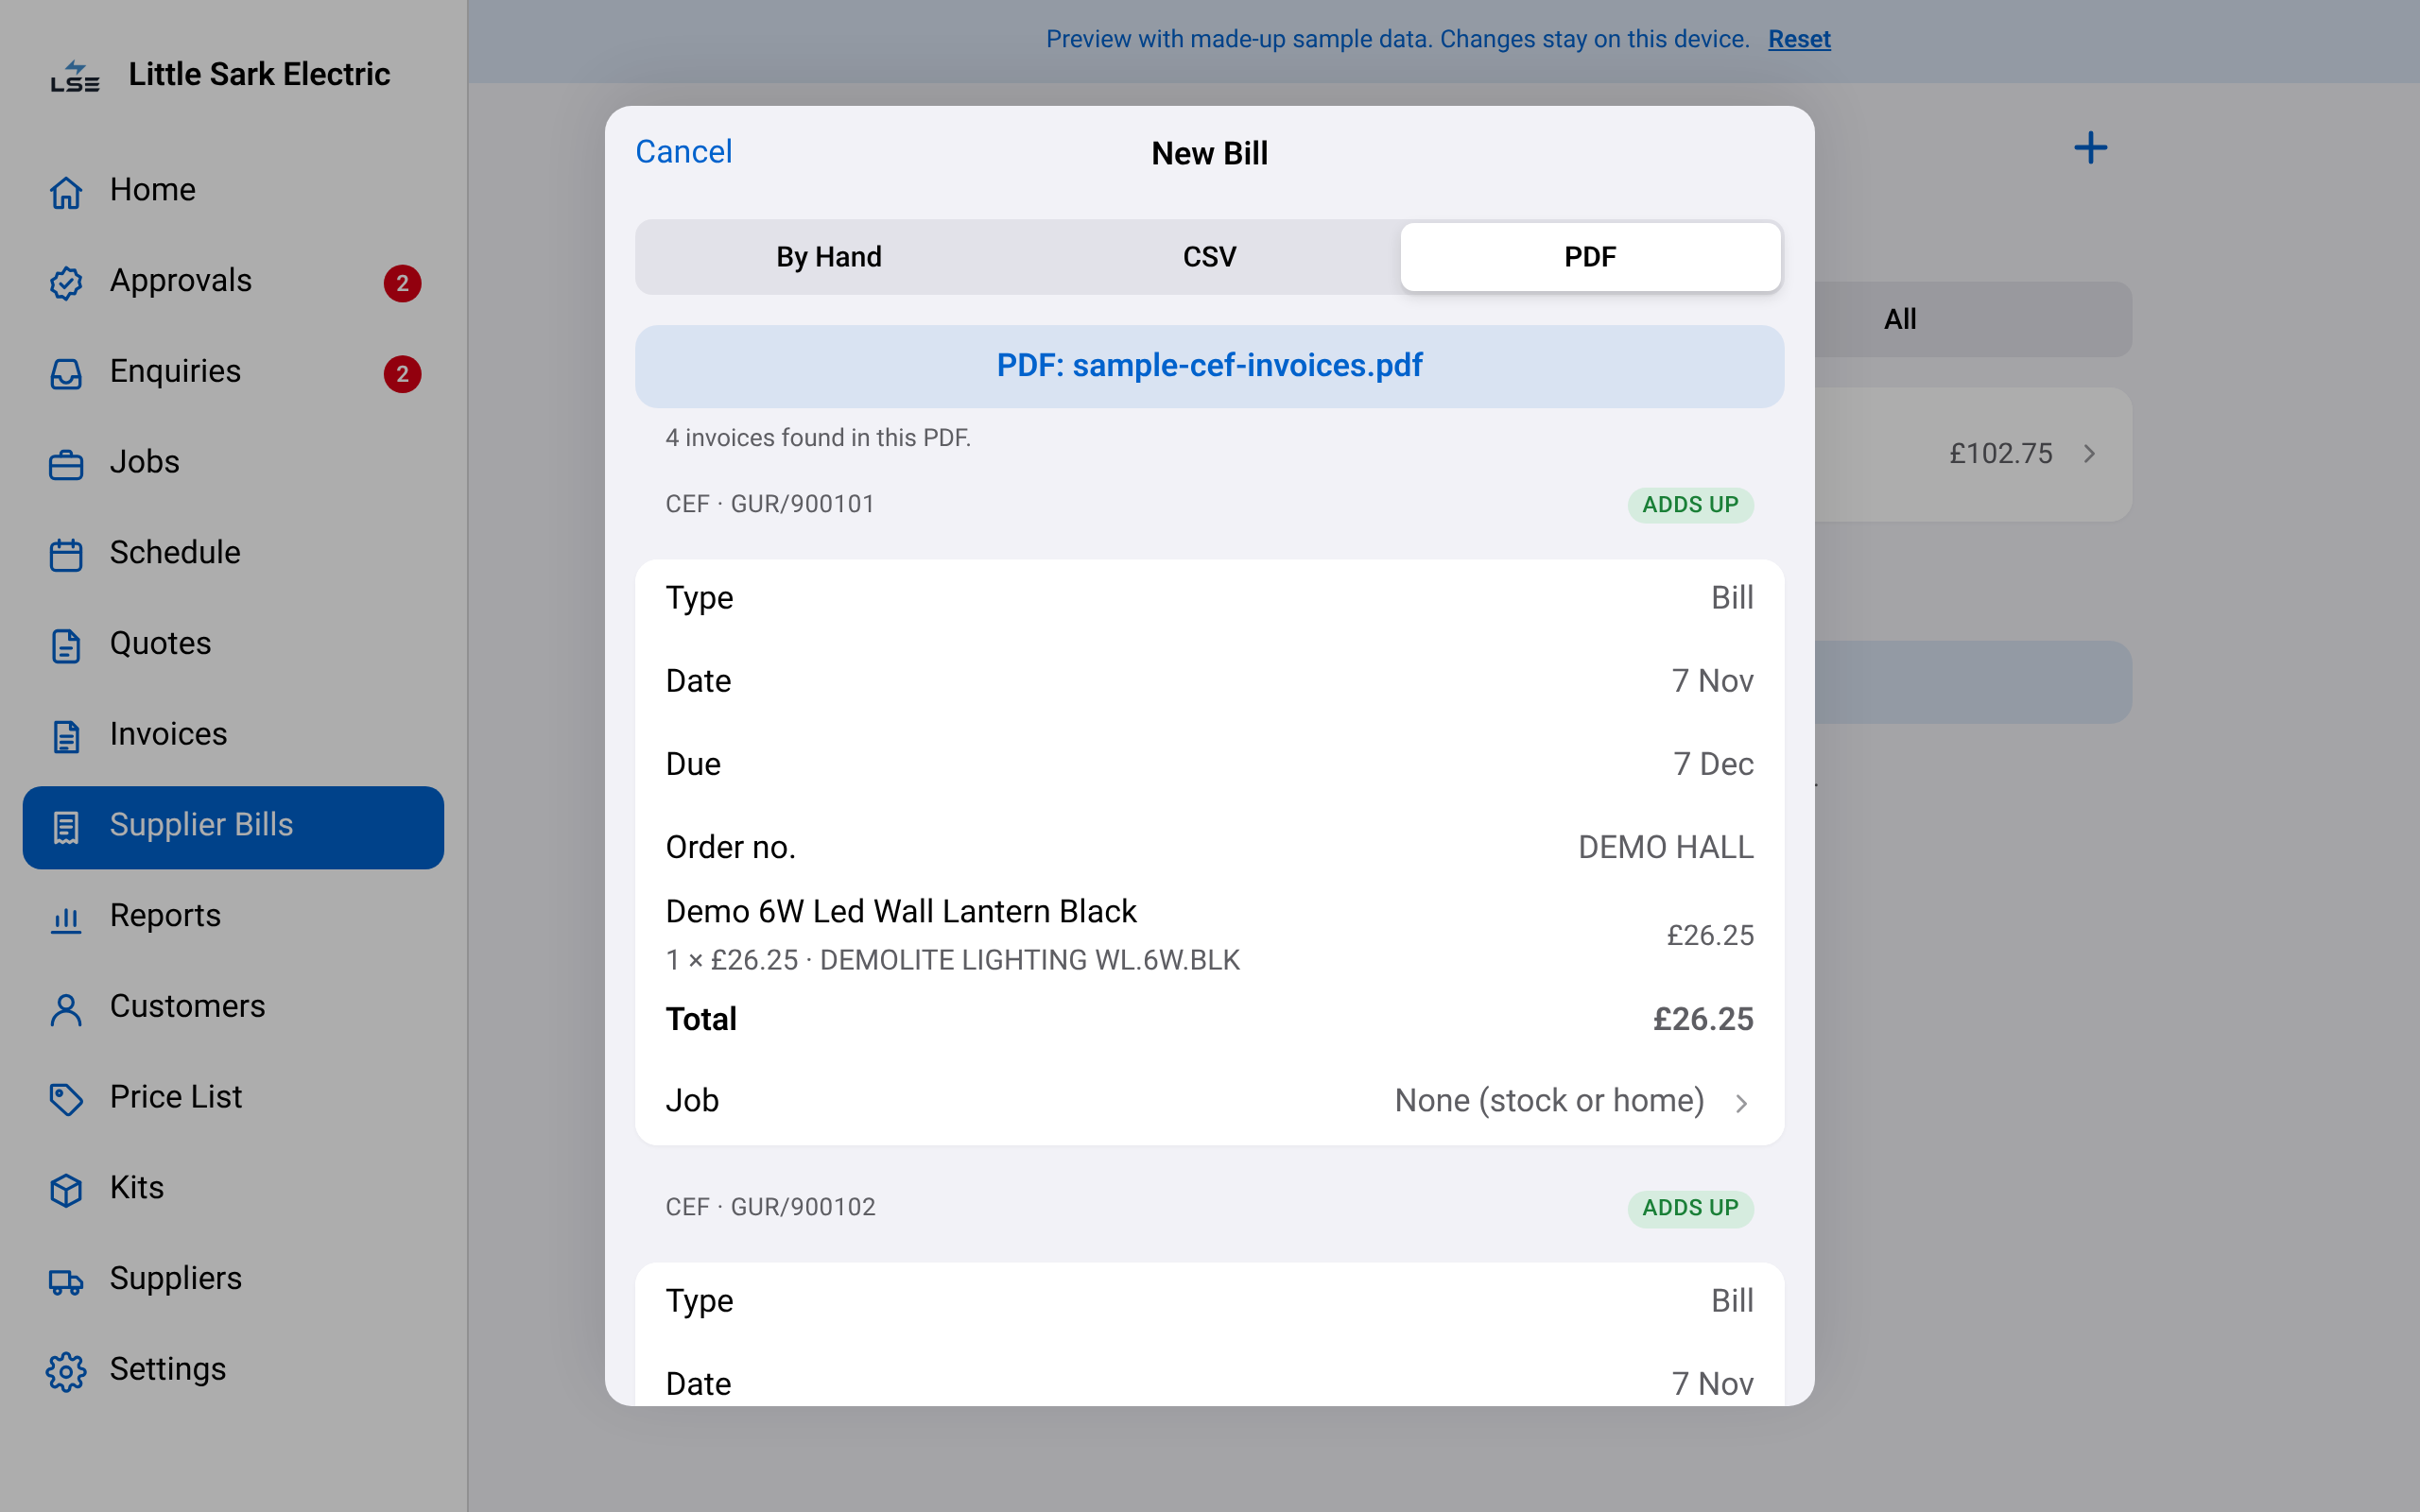 LSE
Little Sark Electric
Home
Approvals 2
Enquiries 2
Jobs
Schedule
Quotes
Invoices
Supplier Bills
Reports
Customers
Price List
Kits
Suppliers
Settings
Preview with made-up sample data. Changes stay on this device. Reset
All
£102.75
Cancel
New Bill
By Hand
CSV
PDF
PDF: sample-cef-invoices.pdf
4 invoices found in this PDF.
CEF · GUR/900101 ADDS UP
Type Bill
Date 7 Nov
Due 7 Dec
Order no. DEMO HALL
Demo 6W Led Wall Lantern Black £26.25
1 × £26.25 · DEMOLITE LIGHTING WL.6W.BLK
Total £26.25
Job None (stock or home)
CEF · GUR/900102 ADDS UP
Type Bill
Date 7 Nov